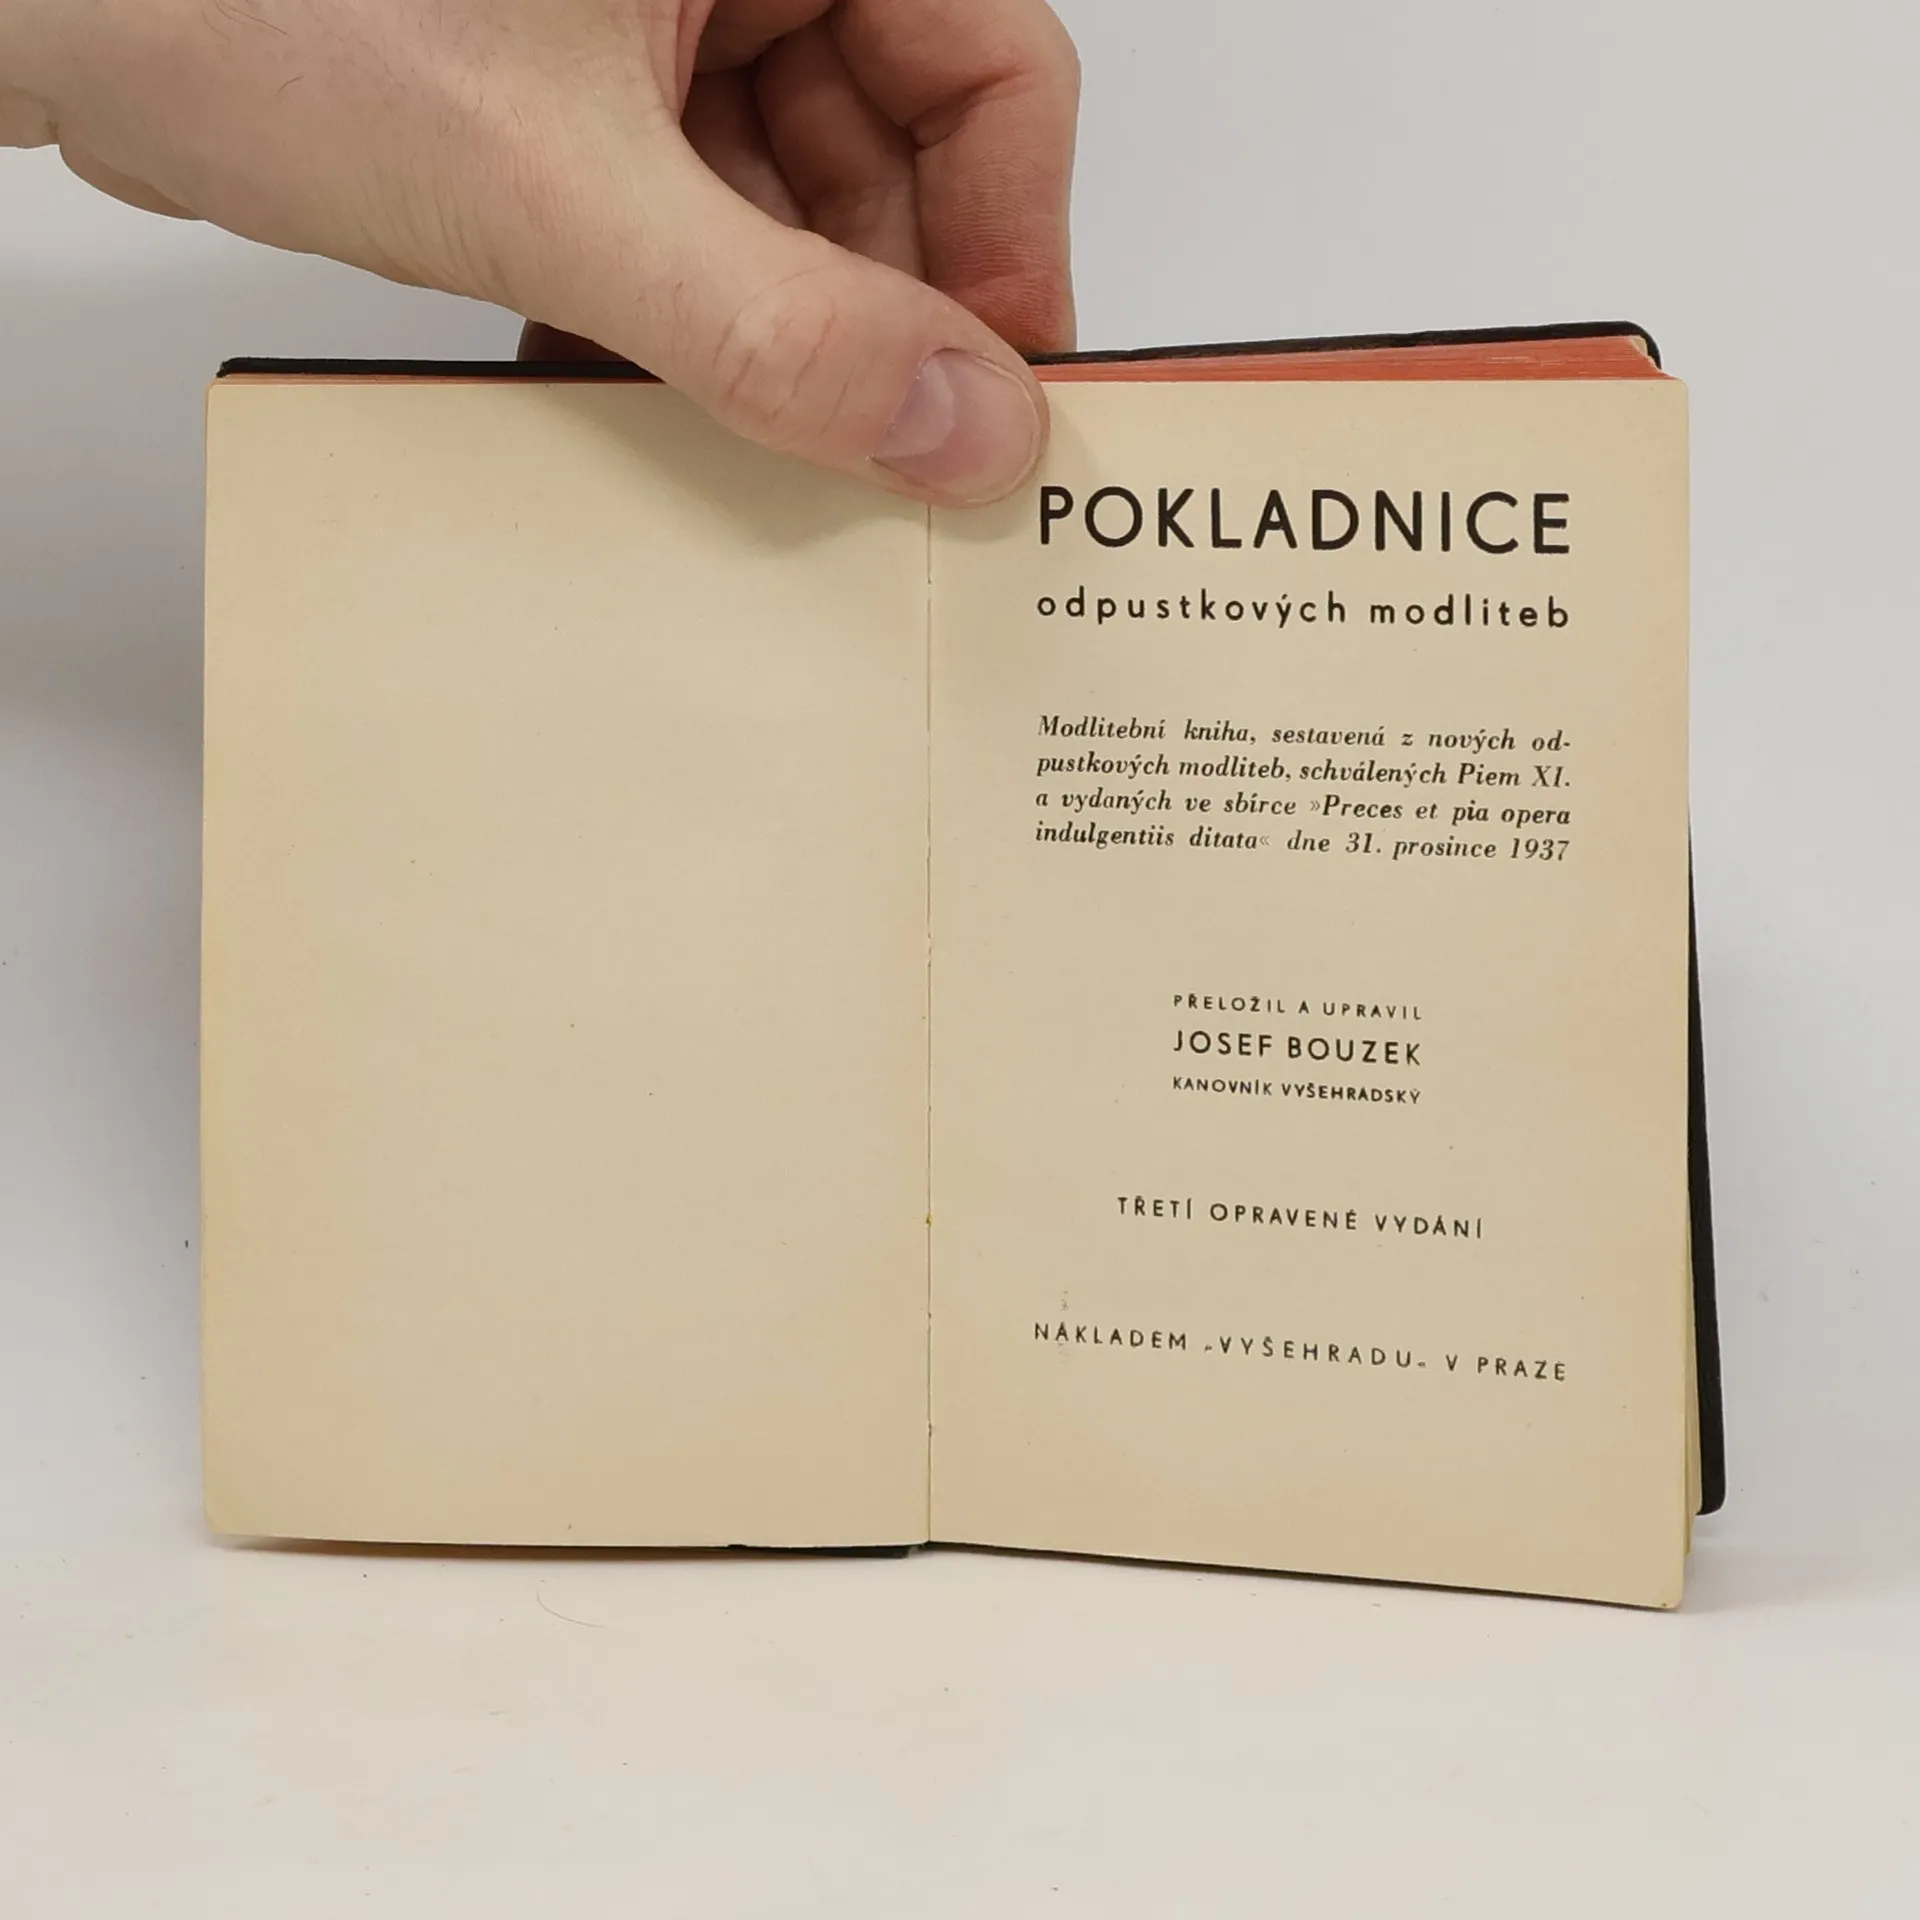 POKLADNICE
odpustkových modliteb
Modlitební kniha, sestavená z nových od-
pustkových modliteb, schválených Piem XI.
a vydaných ve sbírce »Preces et pia opera
indulgentiis ditata« dne 31. prosince 1937
PŘELOŽIL A UPRAVIL
JOSEF BOUZEK
KANOVNÍK VYŠEHRADSKÝ
TŘETÍ OPRAVENÉ VYDÁNÍ
NÁKLADEM „VYŠEHRADU“ V PRAZE